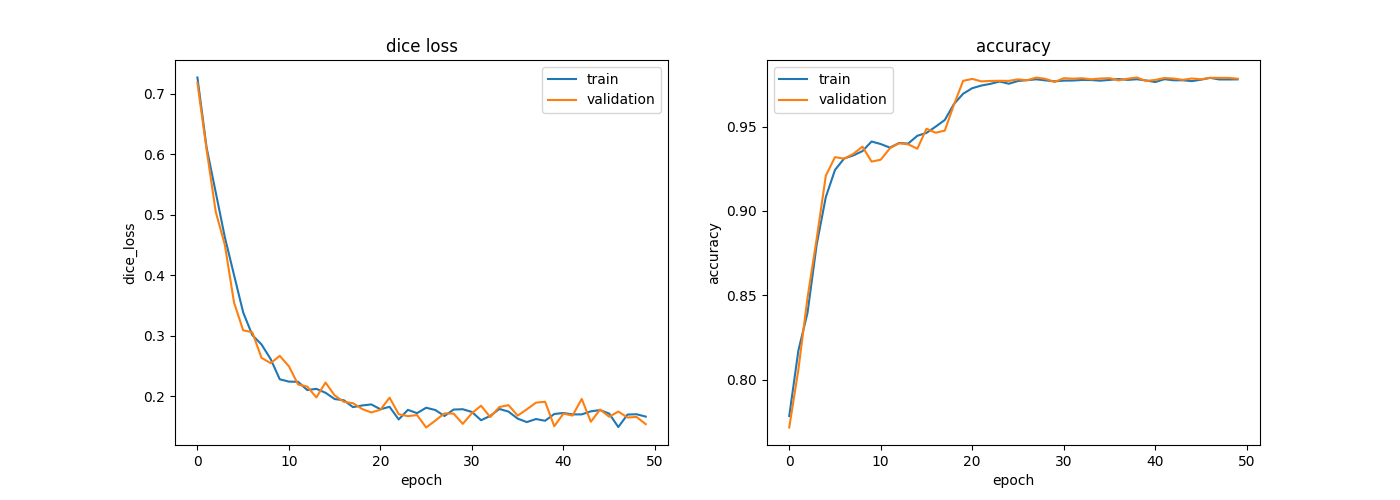 dice loss
train
validation
0.7
0.6
0.5
0.4
0.3
0.2
dice_loss
0 10 20 30 40 50
epoch
accuracy
train
validation
0.95
0.90
0.85
0.80
accuracy
0 10 20 30 40 50
epoch